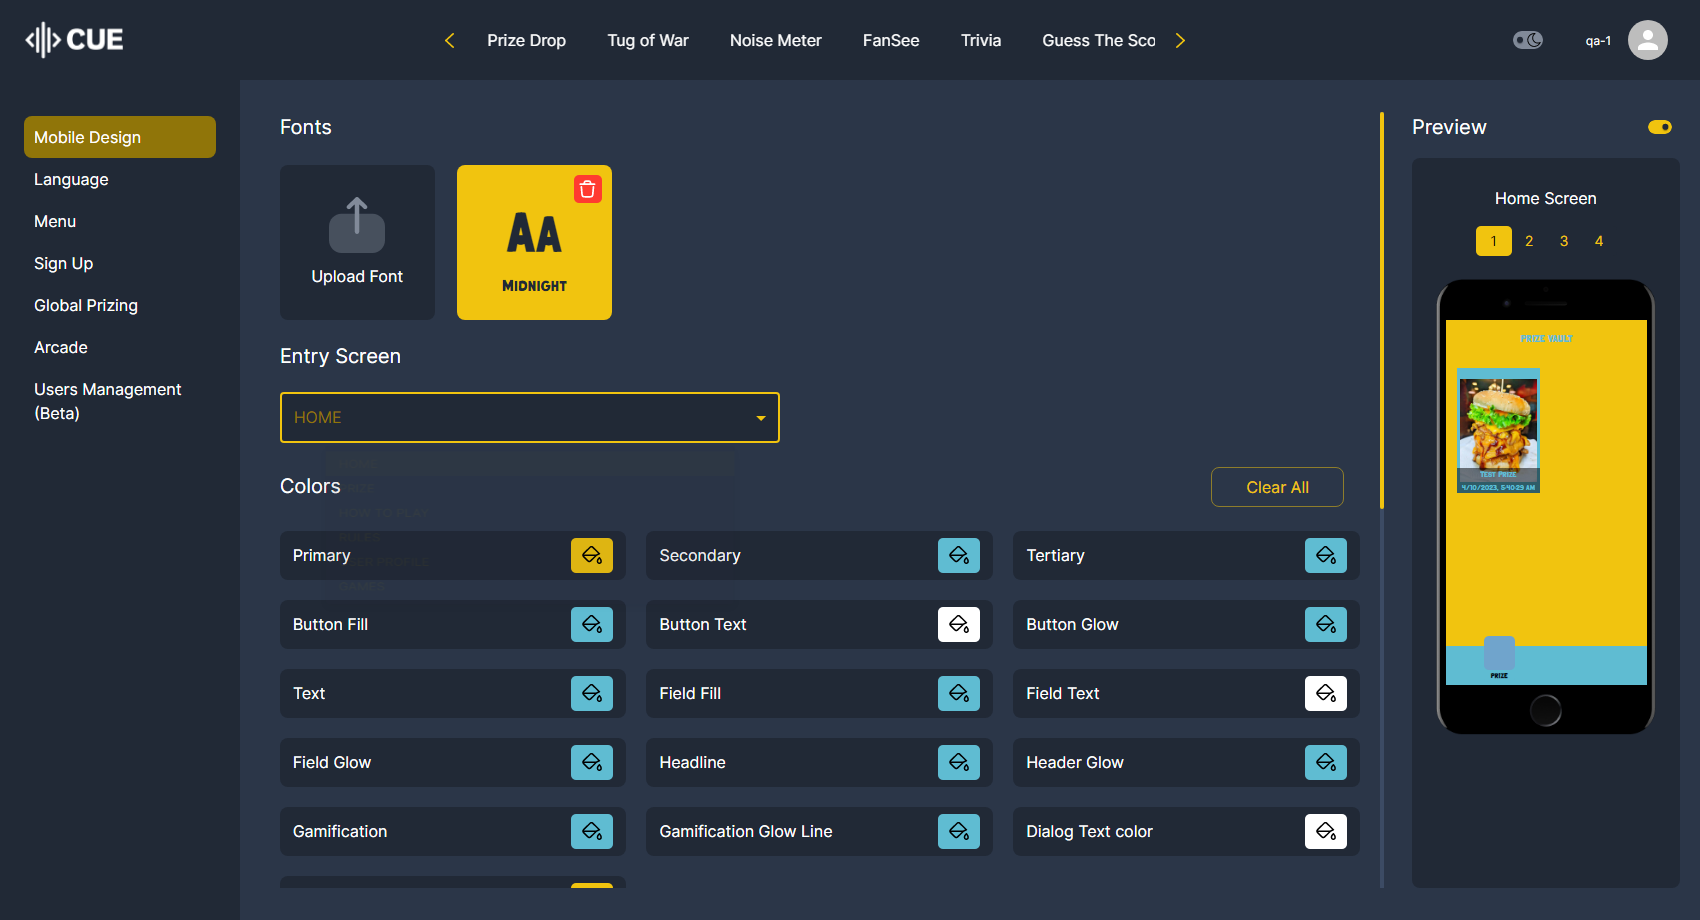 CUE
Prize Drop
Tug of War
Noise Meter
FanSee
Trivia
Guess The Sco
qa-1
Mobile Design
Language
Menu
Sign Up
Global Prizing
Arcade
Users Management
(Beta)
Fonts
Upload Font
AA
MIDNIGHT
Entry Screen
HOME
Colors
Clear All
HOW TO PLAY
Primary
Secondary
Tertiary
Button Fill
Button Text
Button Glow
Text
Field Fill
Field Text
Field Glow
Headline
Header Glow
Gamification
Gamification Glow Line
Dialog Text color
Preview
Home Screen
1 2 3 4
PRIZE VAULT
TEST PRIZE
4/10/2023, 5:40:29 AM
PRIZE